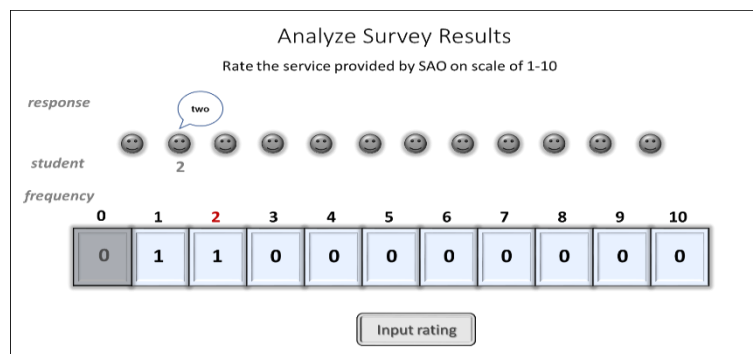 Analyze Survey Results
Rate the service provided by SAO on scale of 1-10
response
two
student
2
frequency
0 1 2 3 4 5 6 7 8 9 10
0 1 1 0 0 0 0 0 0 0 0
Input rating